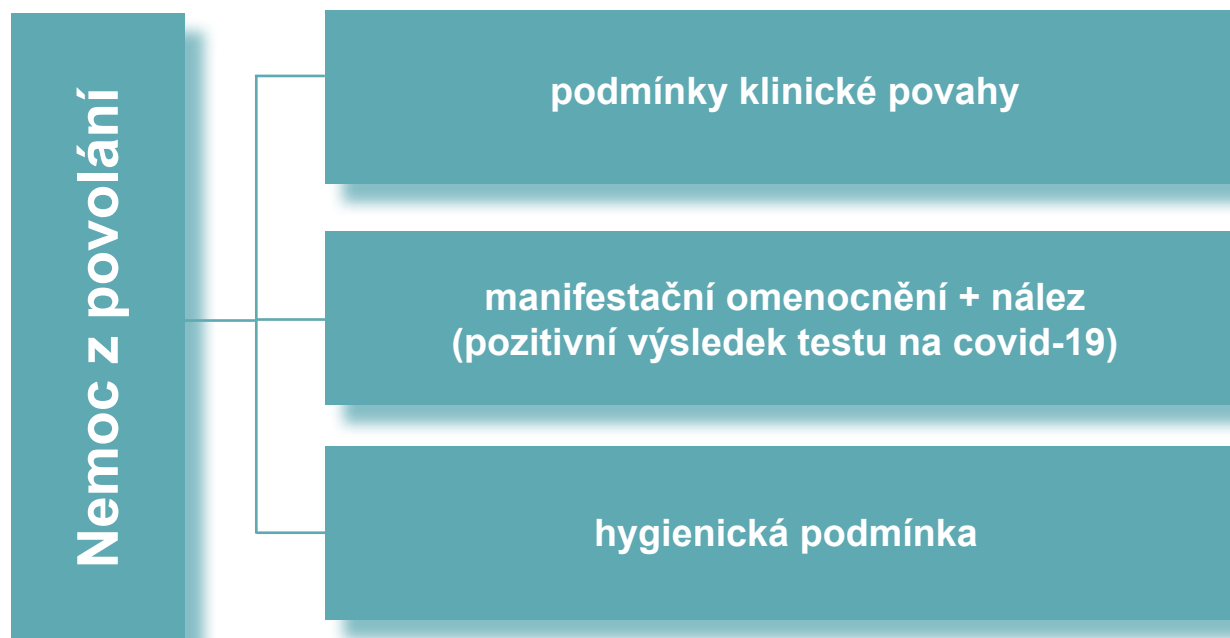 Nemoc z povolání
podmínky klinické povahy
manifestační omenocnění + nález
(pozitivní výsledek testu na covid-19)
hygienická podmínka